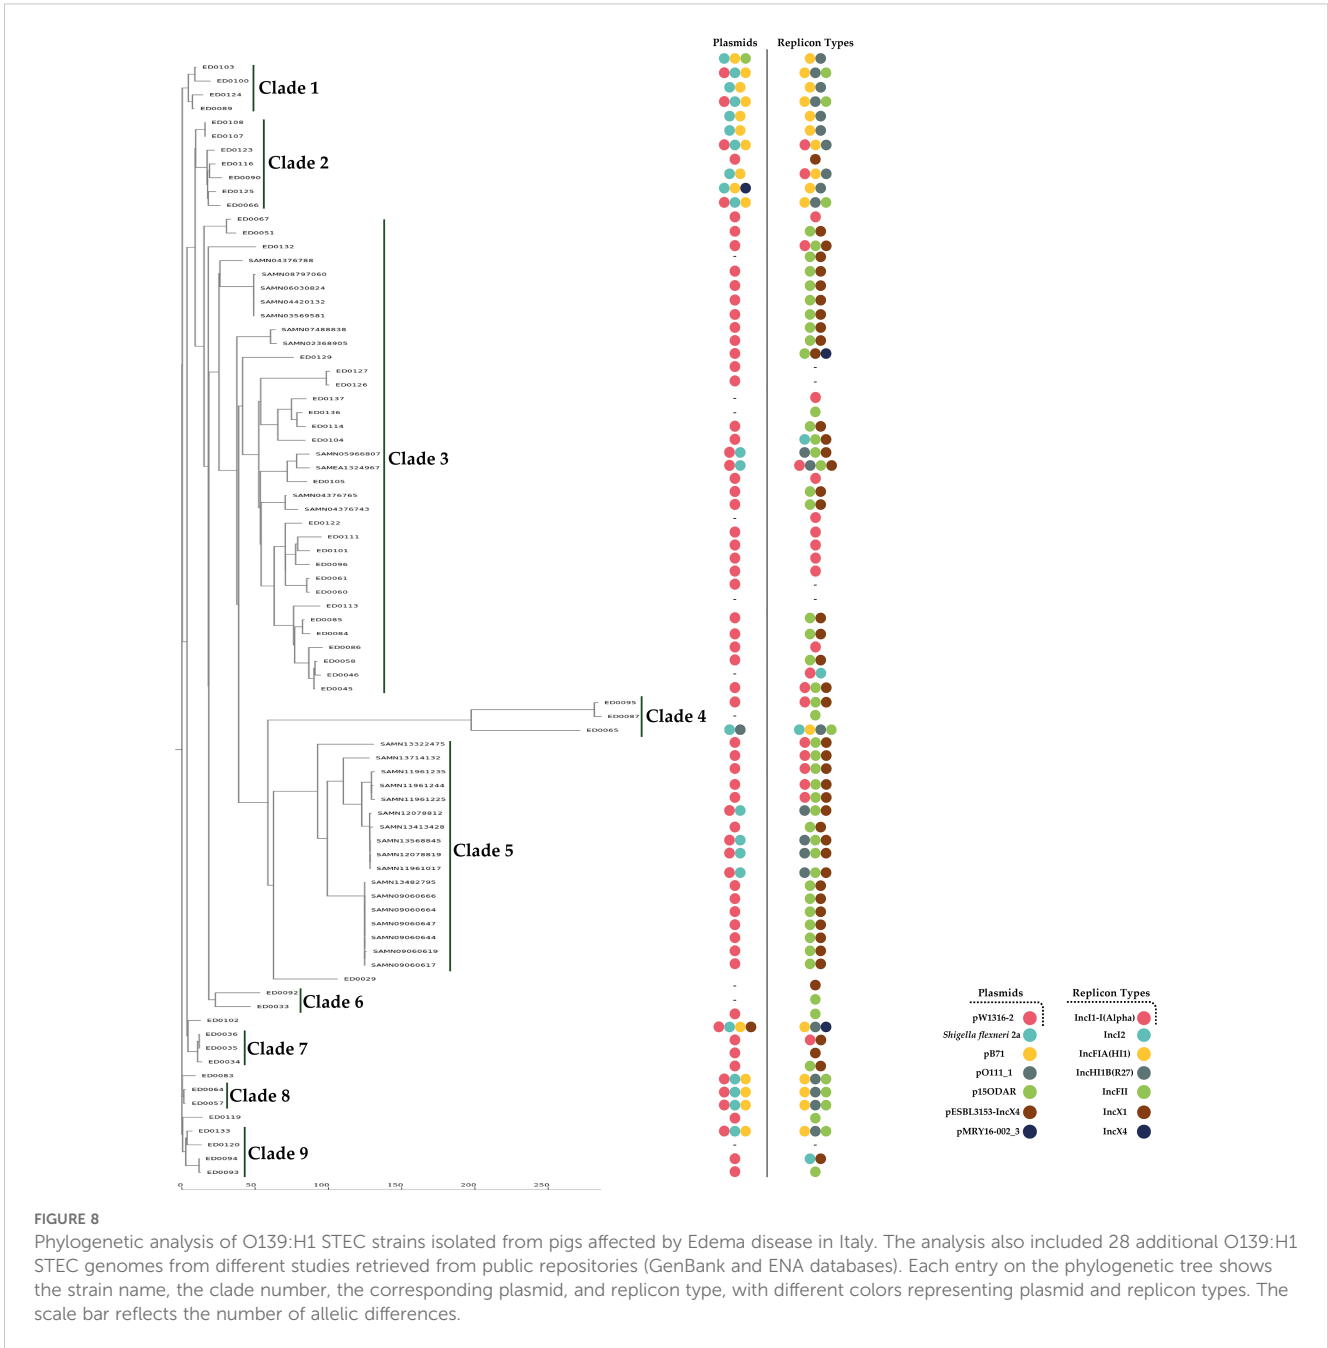 Plasmids Replicon Types
ED0103
ED0100
ED0124
ED0089
Clade 1
ED0108
ED0107
ED0123
ED0116
ED0090
ED0125
ED0066
Clade 2
ED0067
ED0051
ED0132
SAMN04376788
SAMN08797060
SAMN06030824
SAMN04420132
SAMN03569581
SAMN07488838
SAMN02368905
ED0129
ED0127
ED0126
ED0137
ED0136
ED0114
ED0104
SAMN05966807
SAMEA1324967
ED0105
SAMN04376765
SAMN04376743
ED0122
ED0111
ED0101
ED0096
ED0061
ED0060
ED0113
ED0085
ED0084
ED0086
ED0058
ED0046
ED0045
Clade 3
ED0095
ED0087
ED0065
Clade 4
SAMN13322475
SAMN13714132
SAMN11961235
SAMN11961244
SAMN11961225
SAMN12078812
SAMN13413428
SAMN13568845
SAMN12078819
SAMN11961017
SAMN13482795
SAMN09060666
SAMN09060664
SAMN09060647
SAMN09060644
SAMN09060619
SAMN09060617
Clade 5
ED0029
ED0092
ED0033
Clade 6
ED0102
ED0036
ED0035
ED0034
Clade 7
ED0083
ED0064
ED0057
Clade 8
ED0119
ED0133
ED0120
ED0094
ED0093
Clade 9
0 50 100 150 200 250
Plasmids Replicon Types
pW1316-2 IncI1-I(Alpha)
Shigella flexneri 2a IncI2
pB71 IncFIA(HI1)
pO111_1 IncHI1B(R27)
p15ODAR IncFII
pESBL3153-IncX4 IncX1
pMRY16-002_3 IncX4
FIGURE 8
Phylogenetic analysis of O139:H1 STEC strains isolated from pigs affected by Edema disease in Italy. The analysis also included 28 additional O139:H1
STEC genomes from different studies retrieved from public repositories (GenBank and ENA databases). Each entry on the phylogenetic tree shows
the strain name, the clade number, the corresponding plasmid, and replicon type, with different colors representing plasmid and replicon types. The
scale bar reflects the number of allelic differences.